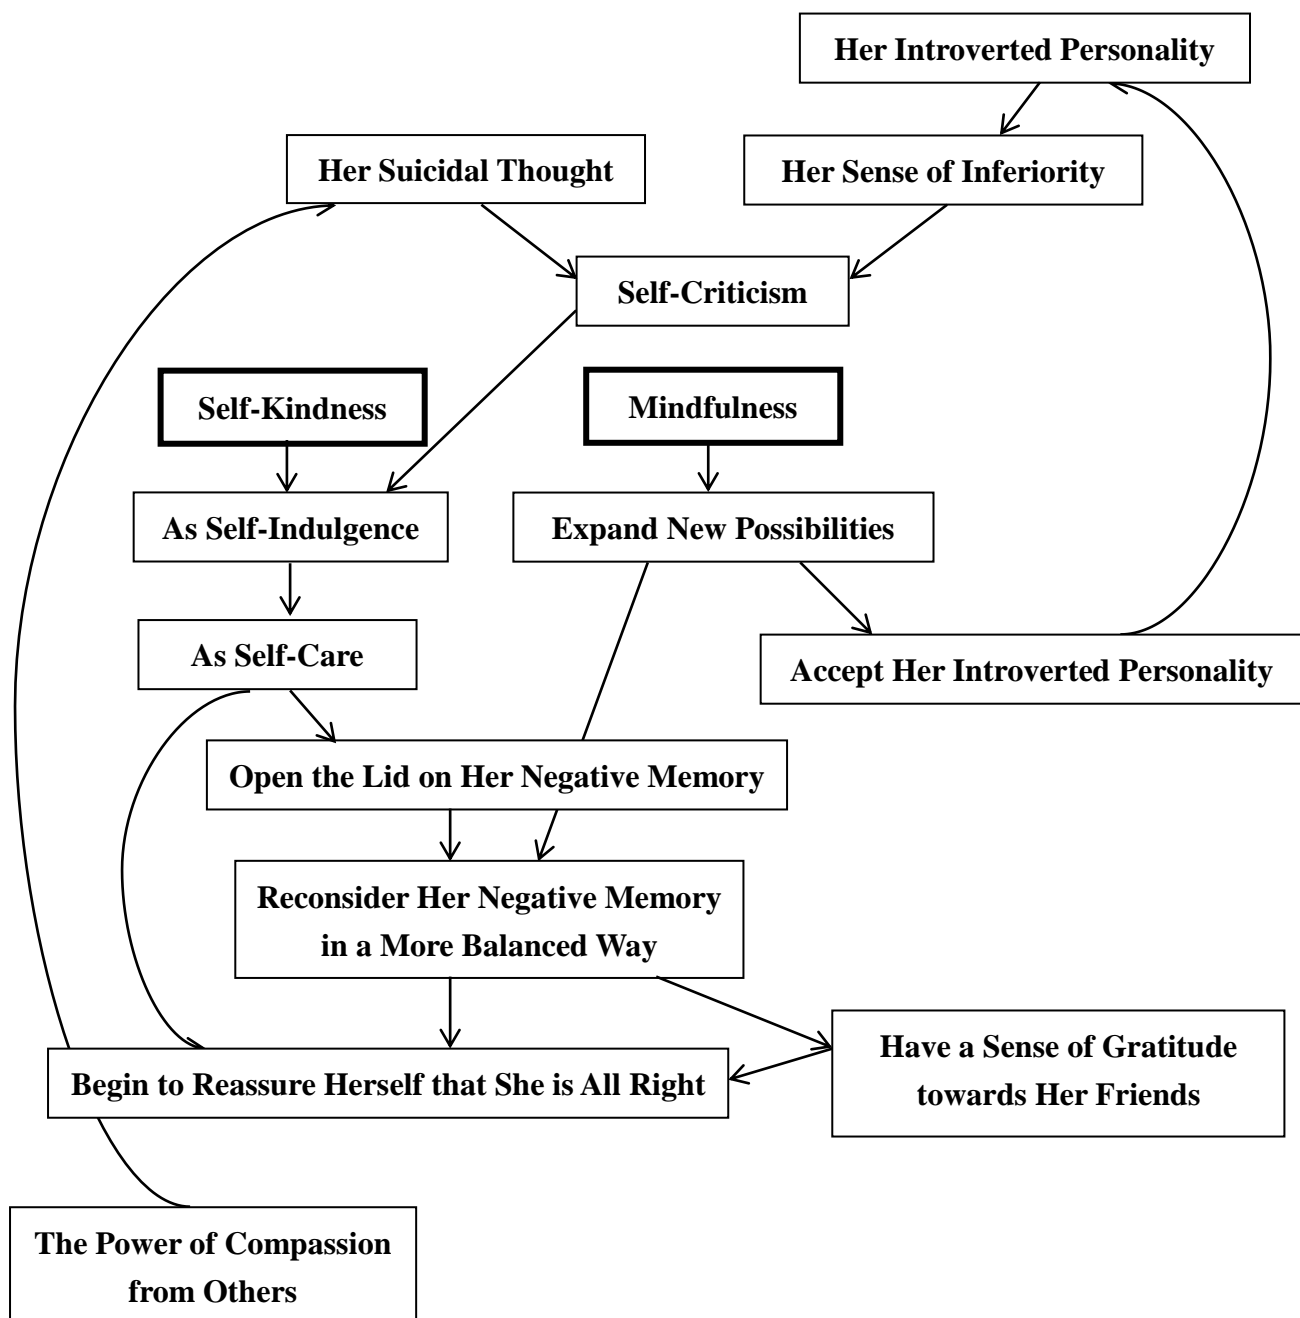 Her Introverted Personality
Her Suicidal Thought
Her Sense of Inferiority
Self-Criticism
Self-Kindness
Mindfulness
As Self-Indulgence
Expand New Possibilities
As Self-Care
Accept Her Introverted Personality
Open the Lid on Her Negative Memory
Reconsider Her Negative Memory
in a More Balanced Way
Have a Sense of Gratitude
towards Her Friends
Begin to Reassure Herself that She is All Right
The Power of Compassion
from Others